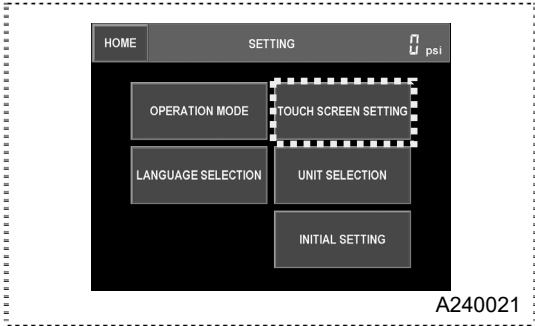 HOME SETTING 0 psi
OPERATION MODE TOUCH SCREEN SETTING
LANGUAGE SELECTION UNIT SELECTION
INITIAL SETTING
A240021